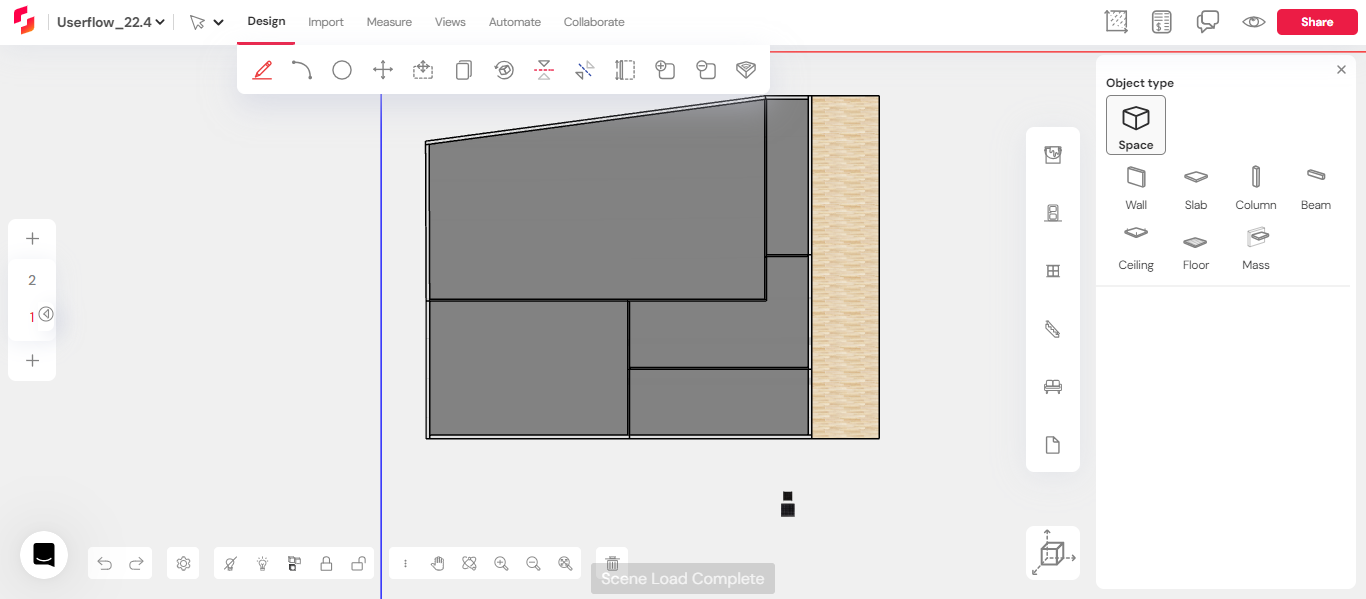 Userflow_22.4
Design
Import
Measure
Views
Automate
Collaborate
Share
Object type
Space
Wall
Slab
Column
Beam
Ceiling
Floor
Mass
2
1
Scene Load Complete